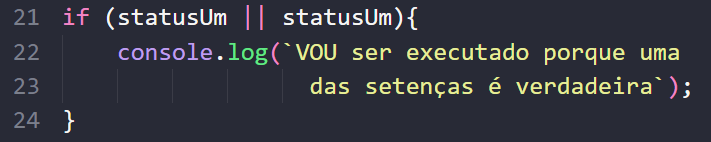 21 if (statusUm || statusUm){
22 console.log(`VOU ser executado porque uma
23 das setenças é verdadeira`);
24 }